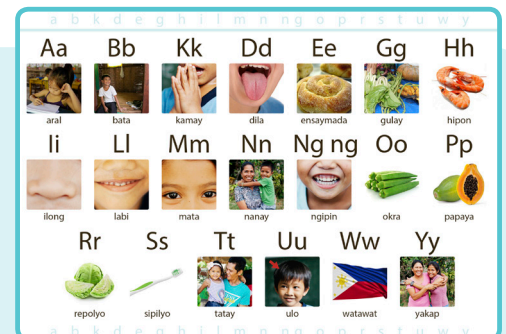 a b k d e g h i l m n ng o p r s t u w y
Aa Bb Kk Dd Ee Gg Hh
aral bata kamay dila ensaymada gulay hipon
Ii Ll Mm Nn Ng ng Oo Pp
ilong labi mata nanay ngipin okra papaya
Rr Ss Tt Uu Ww Yy
repolyo sipilyo tatay ulo watawat yakap
a b k d e g h i l m n ng o p r s t u w y